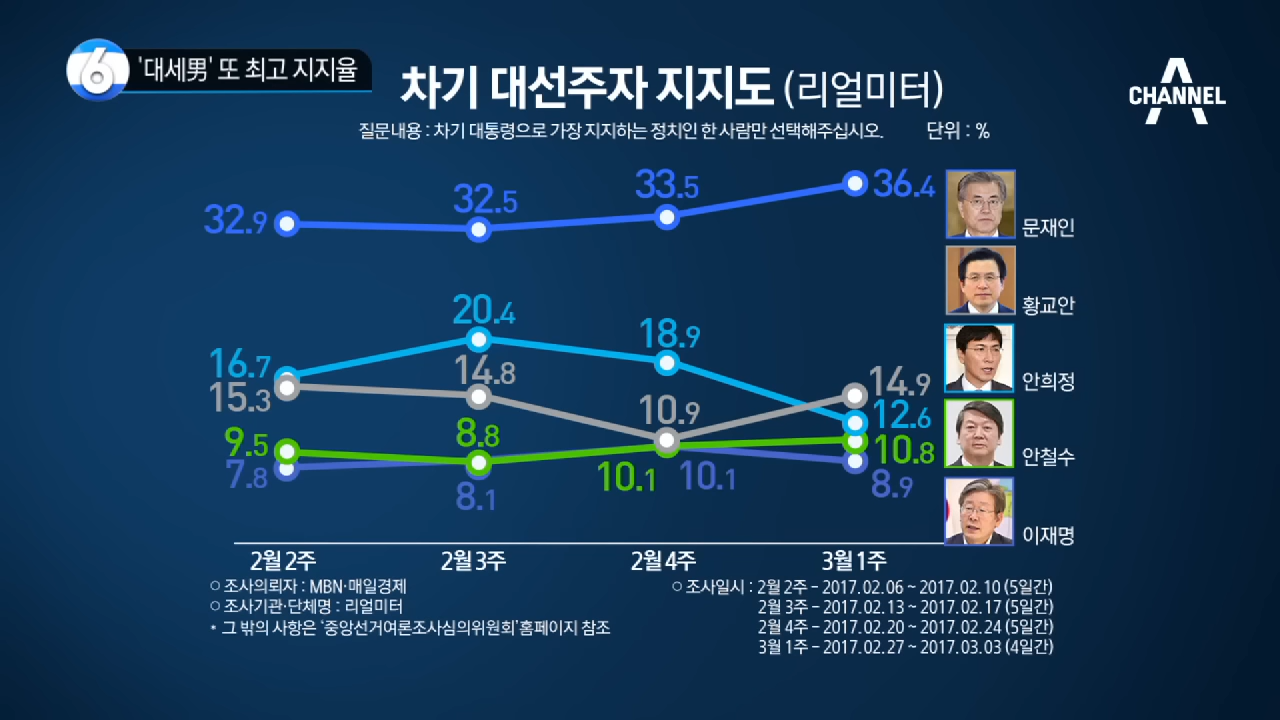 6 '대세男' 또 최고 지지율
차기 대선주자 지지도 (리얼미터)
CHANNEL A
질문내용 : 차기 대통령으로 가장 지지하는 정치인 한 사람만 선택해주십시오. 단위 : %
32.9 32.5 33.5 36.4
문재인
황교안
16.7 20.4 18.9 12.6
안희정
15.3 14.8 10.9 14.9
9.5 8.8 10.1 10.8
안철수
7.8 8.1 10.1 8.9
이재명
2월 2주 2월 3주 2월 4주 3월 1주
○ 조사의뢰자 : MBN·매일경제
○ 조사기관·단체명 : 리얼미터
* 그 밖의 사항은 '중앙선거여론조사심의위원회'홈페이지 참조
○ 조사일시 : 2월 2주 – 2017.02.06 ~ 2017.02.10 (5일간)
2월 3주 – 2017.02.13 ~ 2017.02.17 (5일간)
2월 4주 – 2017.02.20 ~ 2017.02.24 (5일간)
3월 1주 – 2017.02.27 ~ 2017.03.03 (4일간)